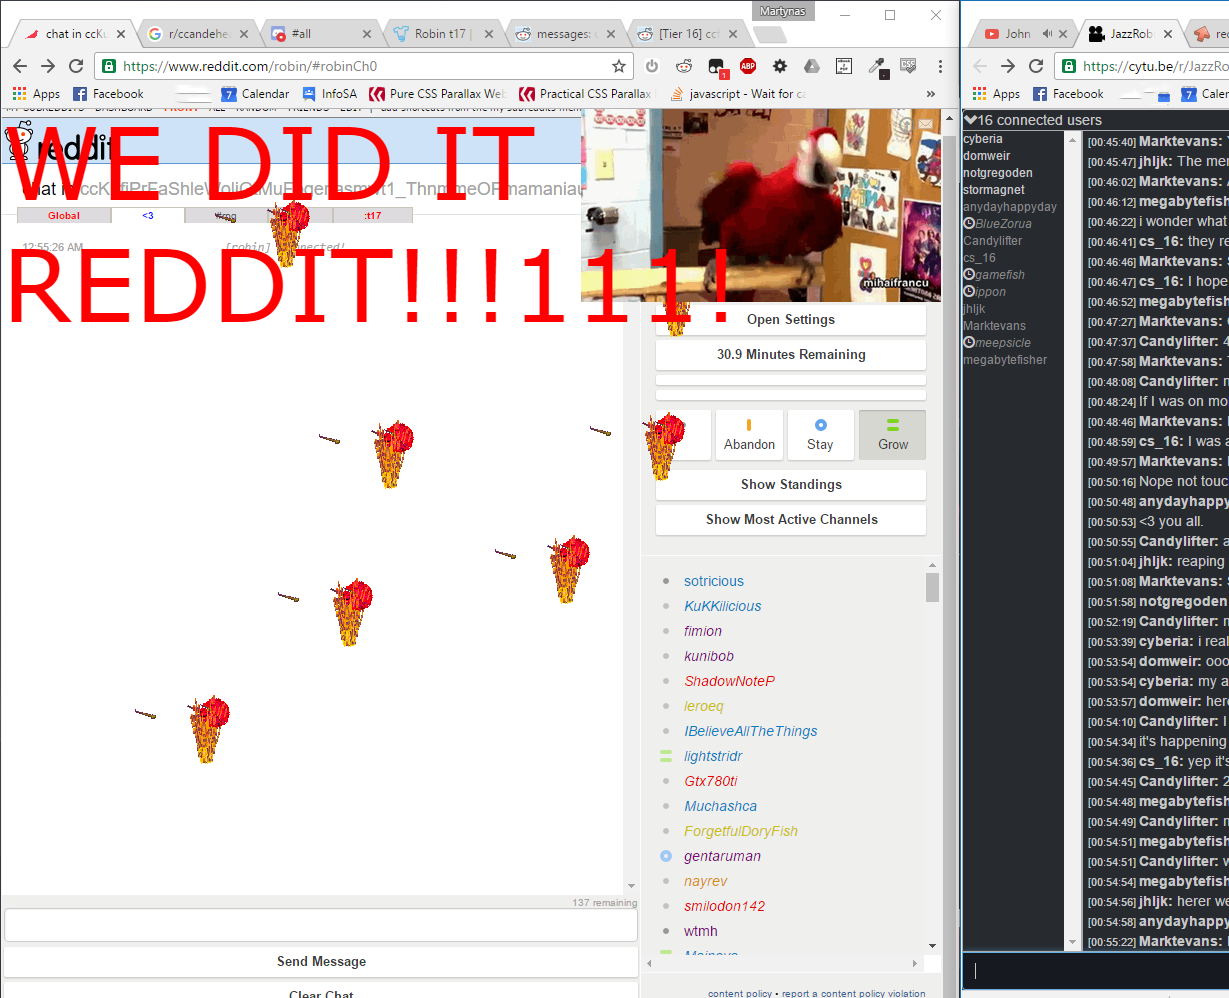 Martynas
chat in ccKu
r/ccandehe
#all
Robin t17 |
messages: u
[Tier 16] ccf
John
JazzRob
rec
https://www.reddit.com/robin/#robinCh0
https://cytu.be/r/JazzRo
Apps
Facebook
Calendar
InfoSA
Pure CSS Parallax Web
Practical CSS Parallax
javascript - Wait for ca
Apps
Facebook
Calen
WE DID IT
REDDIT!!!111!
reddit
chat in
Global
<3
#rpg
:t17
12:55:26 AM
[robin]
mihaifrancu
Open Settings
30.9 Minutes Remaining
Abandon
Stay
Grow
Show Standings
Show Most Active Channels
sotricious
KuKKilicious
fimion
kunibob
ShadowNoteP
leroeq
IBelieveAllTheThings
lightstridr
Gtx780ti
Muchashca
ForgetfulDoryFish
gentaruman
nayrev
smilodon142
wtmh
137 remaining
Send Message
Clear Chat
content policy • report a content policy violation
16 connected users
cyberia
domweir
notgregoden
stormagnet
anydayhappyday
BlueZorua
Candylifter
cs_16
gamefish
ippon
jhljk
Marktevans
meepsicle
megabytefisher
[00:45:40] Marktevans:
[00:45:47] jhljk: The mer
[00:46:02] Marktevans:
[00:46:12] megabytefish
[00:46:22] i wonder what
[00:46:41] cs_16: they re
[00:46:46] Marktevans: S
[00:46:47] cs_16: I hope
[00:46:52] megabytefish
[00:47:27] Marktevans:
[00:47:37] Candylifter: 4
[00:47:58] Marktevans:
[00:48:08] Candylifter: n
[00:48:24] If I was on mo
[00:48:46] Marktevans:
[00:48:59] cs_16: I was a
[00:49:57] Marktevans:
[00:50:16] Nope not touc
[00:50:48] anydayhappy
[00:50:53] <3 you all.
[00:50:55] Candylifter: a
[00:51:04] jhljk: reaping
[00:51:08] Marktevans: S
[00:51:58] notgregoden
[00:52:19] Candylifter: n
[00:53:39] cyberia: i real
[00:53:54] domweir: ooo
[00:53:54] cyberia: my a
[00:53:57] domweir: here
[00:54:10] Candylifter: I
[00:54:34] it's happening
[00:54:36] cs_16: yep it's
[00:54:45] Candylifter: 2
[00:54:48] megabytefish
[00:54:49] Candylifter: n
[00:54:51] megabytefish
[00:54:51] Candylifter: w
[00:54:54] megabytefish
[00:54:56] jhljk: herer we
[00:54:58] anydayhappy
[00:55:22] Marktevans: